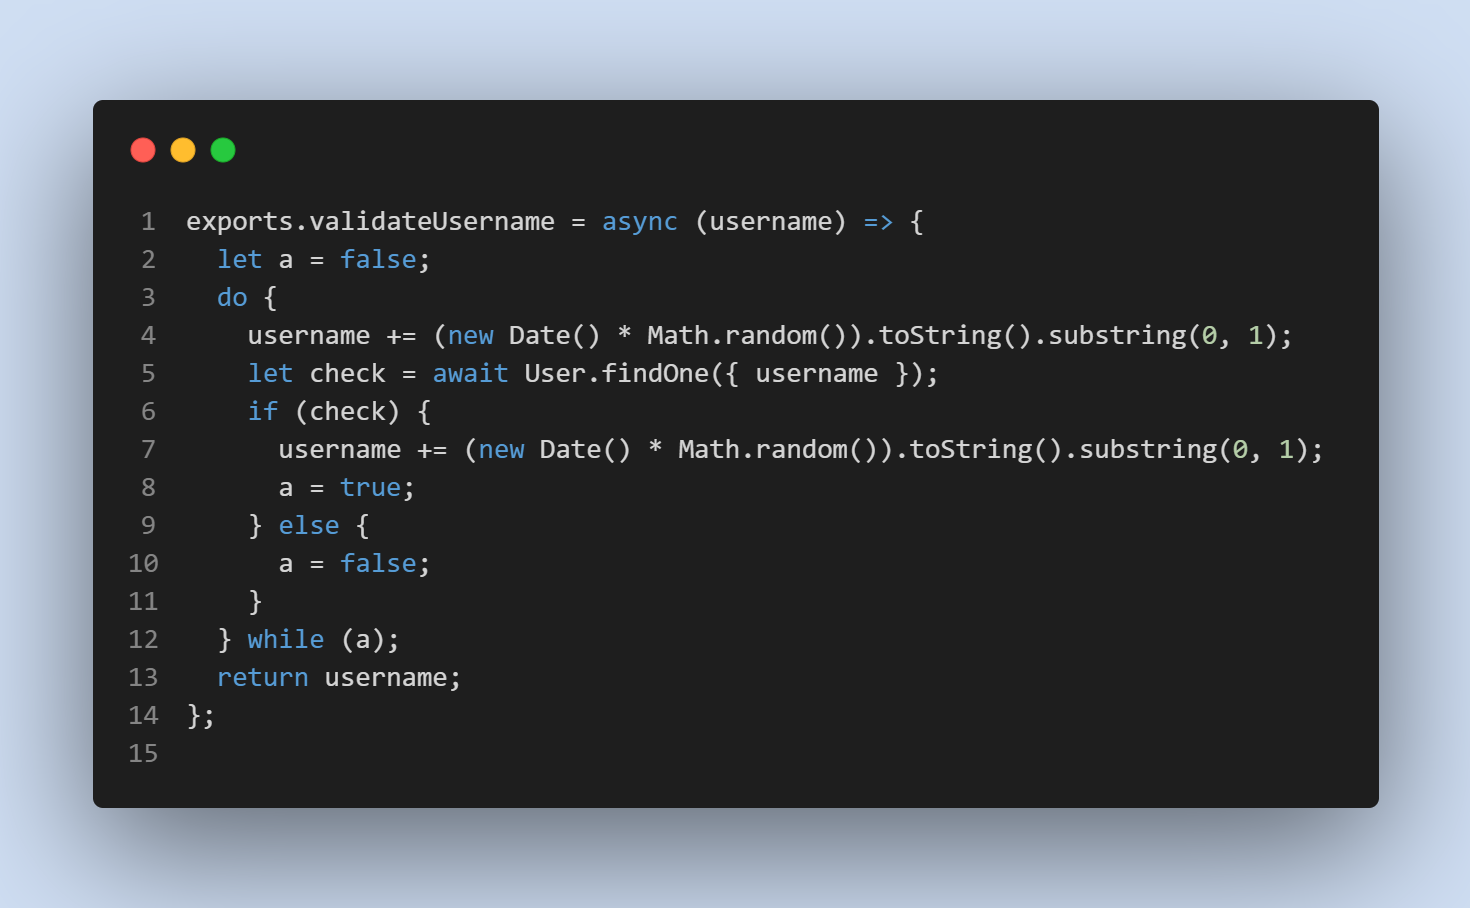 1 exports.validateUsername = async (username) => {
2   let a = false;
3   do {
4     username += (new Date() * Math.random()).toString().substring(0, 1);
5     let check = await User.findOne({ username });
6     if (check) {
7       username += (new Date() * Math.random()).toString().substring(0, 1);
8       a = true;
9     } else {
10       a = false;
11     }
12   } while (a);
13   return username;
14 };
15